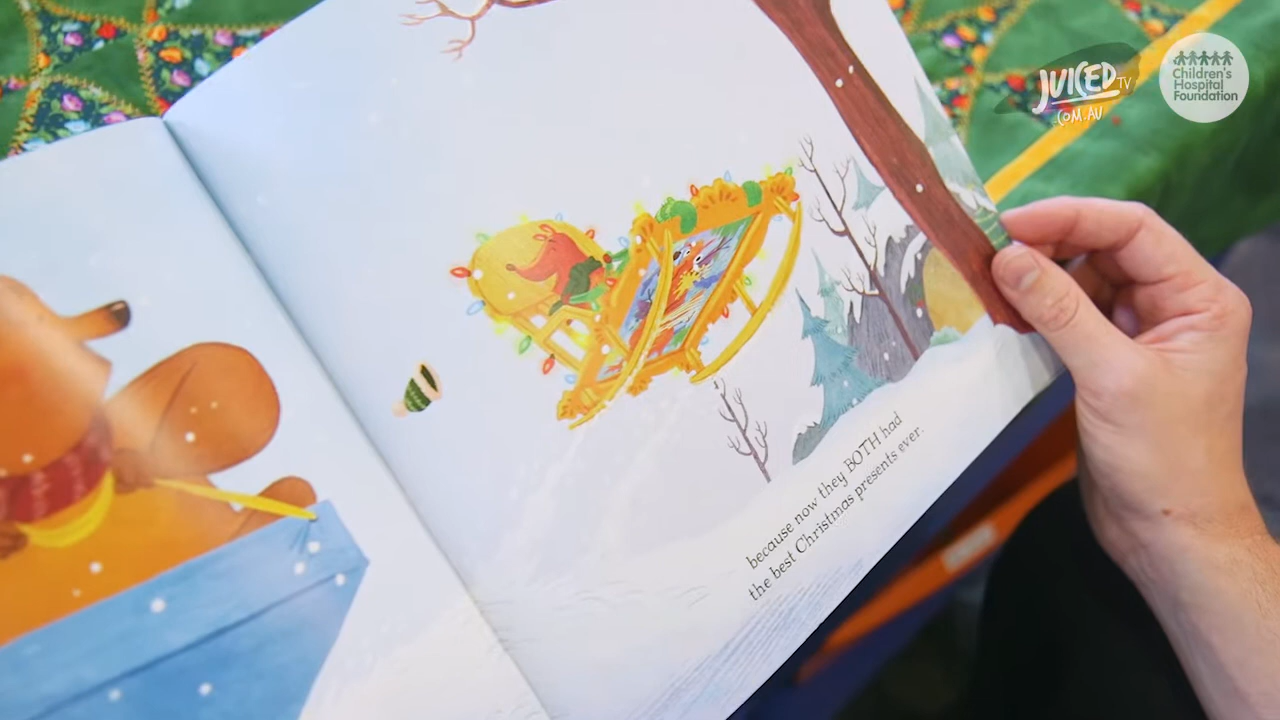 JUICED TV
.COM.AU
Children's
Hospital
Foundation
because now they BOTH had
the best Christmas presents ever.